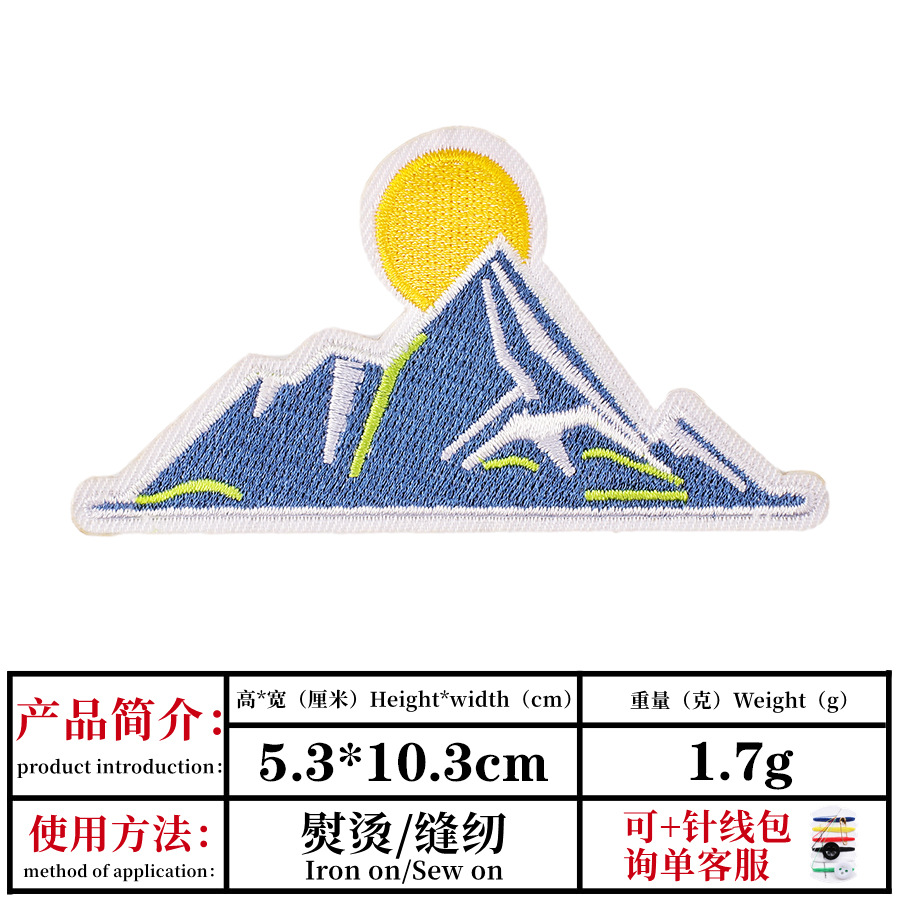 产品简介：
product introduction：
高*宽（厘米）Height*width（cm）
5.3*10.3cm
重量（克）Weight（g）
1.7g
使用方法：
method of application：
熨烫/缝纫
Iron on/Sew on
可+针线包
询单客服